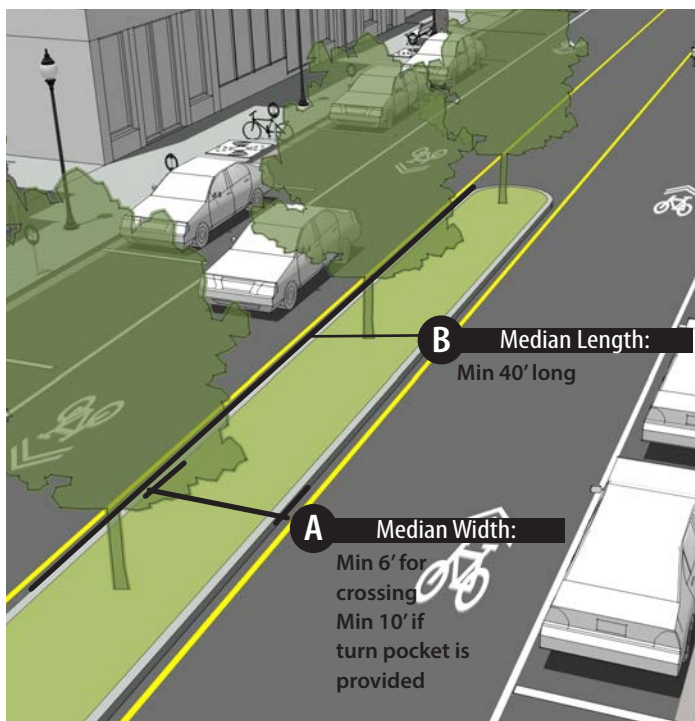 B Median Length:
Min 40' long
A Median Width:
Min 6' for
crossing
Min 10' if
turn pocket is
provided